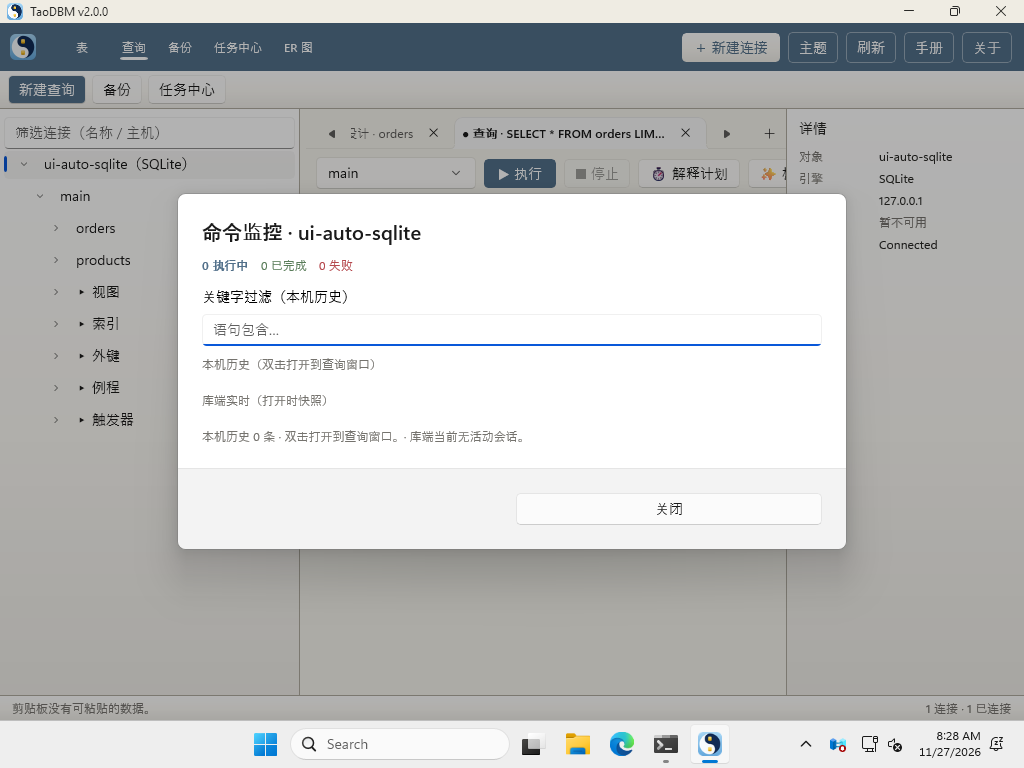 TaoDBM v2.0.0
表
查询
备份
任务中心
ER 图
+ 新建连接
主题
刷新
手册
关于
新建查询
备份
任务中心
筛选连接（名称 / 主机）
ui-auto-sqlite（SQLite）
main
orders
products
视图
索引
外键
例程
触发器
设计 · orders
● 查询 · SELECT * FROM orders LIM...
main
执行
停止
解释计划
详情
对象
ui-auto-sqlite
引擎
SQLite
127.0.0.1
暂不可用
Connected
命令监控 · ui-auto-sqlite
0 执行中
0 已完成
0 失败
关键字过滤（本机历史）
语句包含...
本机历史（双击打开到查询窗口）
库端实时（打开时快照）
本机历史 0 条 · 双击打开到查询窗口。· 库端当前无活动会话。
关闭
剪贴板没有可粘贴的数据。
1 连接 · 1 已连接
Search
8:28 AM
11/27/2026